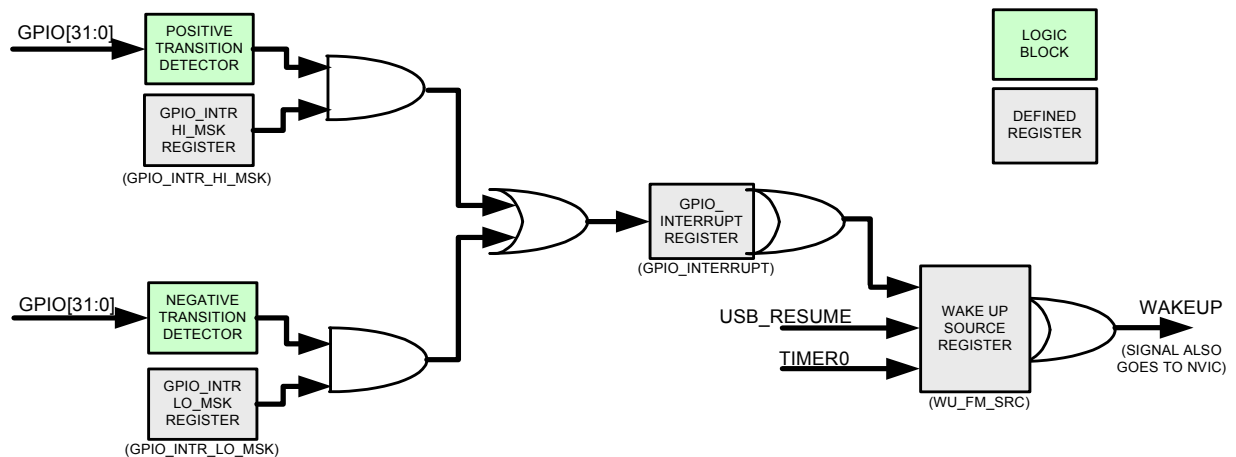 GPIO[31:0]
POSITIVE
TRANSITION
DETECTOR
GPIO_INTR
HI_MSK
REGISTER
(GPIO_INTR_HI_MSK)
LOGIC
BLOCK
DEFINED
REGISTER
GPIO_
INTERRUPT
REGISTER
(GPIO_INTERRUPT)
GPIO[31:0]
NEGATIVE
TRANSITION
DETECTOR
GPIO_INTR
LO_MSK
REGISTER
(GPIO_INTR_LO_MSK)
USB_RESUME
TIMER0
WAKE UP
SOURCE
REGISTER
(WU_FM_SRC)
WAKEUP
(SIGNAL ALSO
GOES TO NVIC)